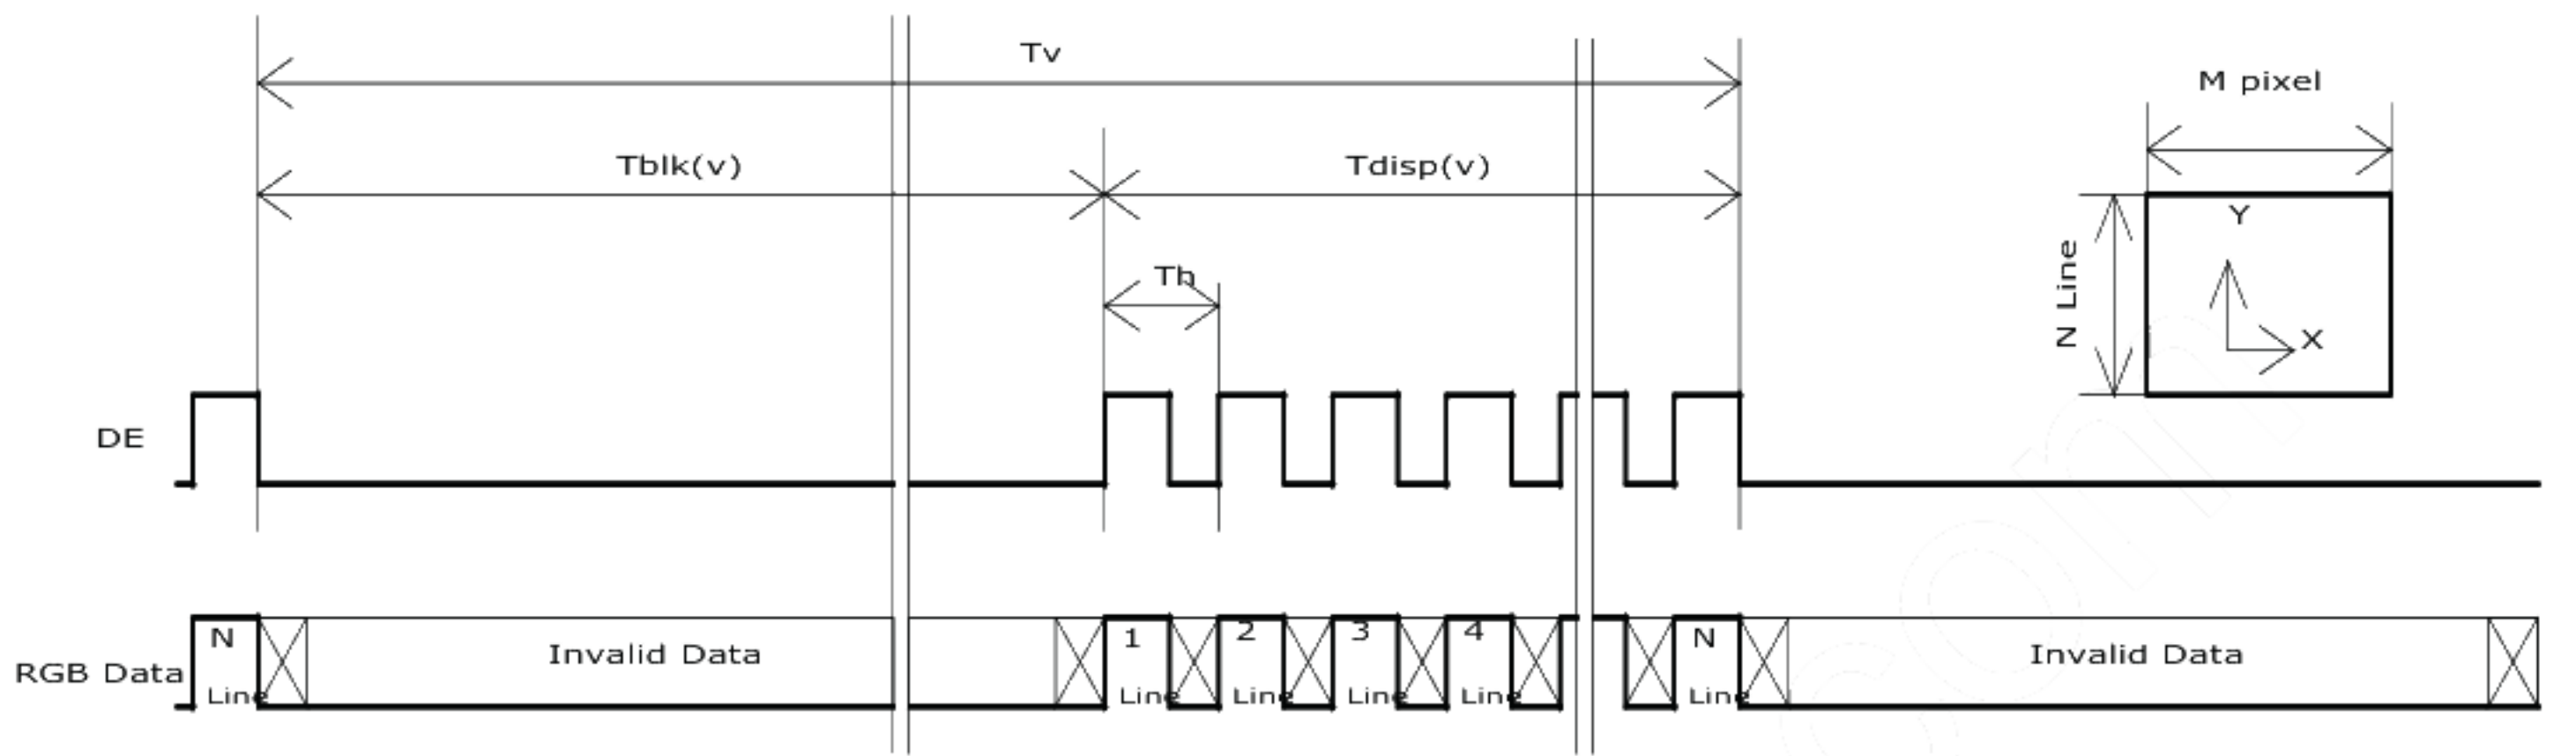 Tv
M pixel
Tblk(v)
Tdisp(v)
Y
Th
N Line
X
DE
N
Line
Invalid Data
1
Line
2
Line
3
Line
4
Line
N
Line
Invalid Data
RGB Data